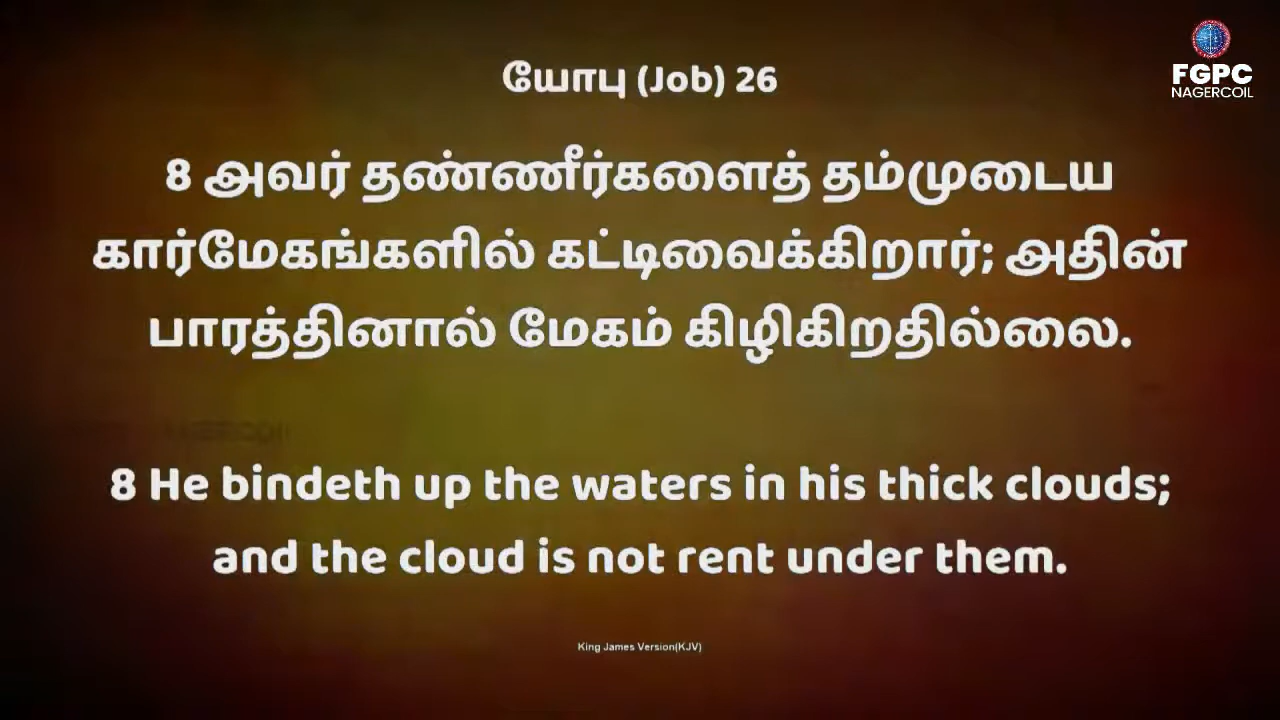 யோபு (Job) 26
FGPC
NAGERCOIL
8 அவர் தண்ணீர்களைத் தம்முடைய
கார்மேகங்களில் கட்டிவைக்கிறார்; அதின்
பாரத்தினால் மேகம் கிழிகிறதில்லை.
8 He bindeth up the waters in his thick clouds;
and the cloud is not rent under them.
King James Version(KJV)